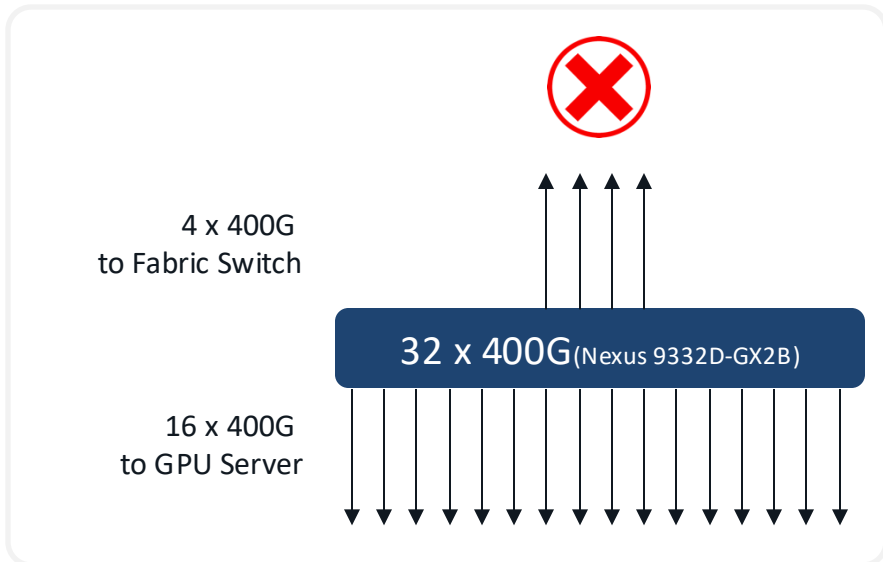 4 x 400G
to Fabric Switch
32 x 400G(Nexus 9332D-GX2B)
16 x 400G
to GPU Server